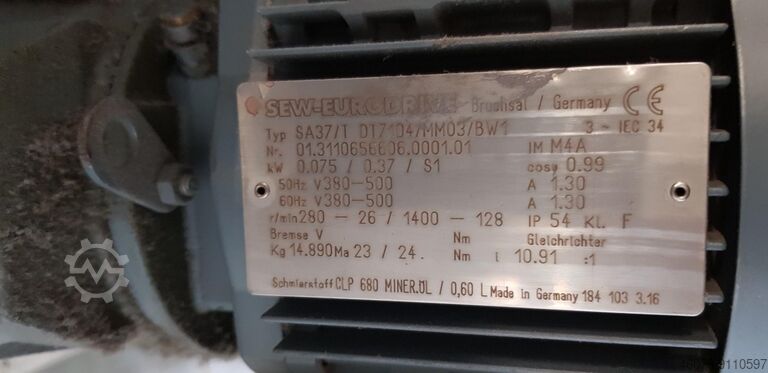 SEW-EURODRIVE Bruchsal / Germany CE
Typ SA37/T DT71D4/MM03/BW1 3 ~ IEC 34
Nr. 01.3110656606.0001.01 IM M4A
kW 0.075 / 0.37 / S1 cosφ 0.99
50Hz V380-500 A 1.30
60Hz V380-500 A 1.30
r/min 280 - 26 / 1400 - 128 IP 54 Kl. F
Bremse V Nm Gleichrichter
Kg 14.890 Ma 23 / 24. Nm i 10.91 :1
Schmierstoff CLP 680 MINER.ÖL / 0,60 L Made in Germany 184 103 3.16